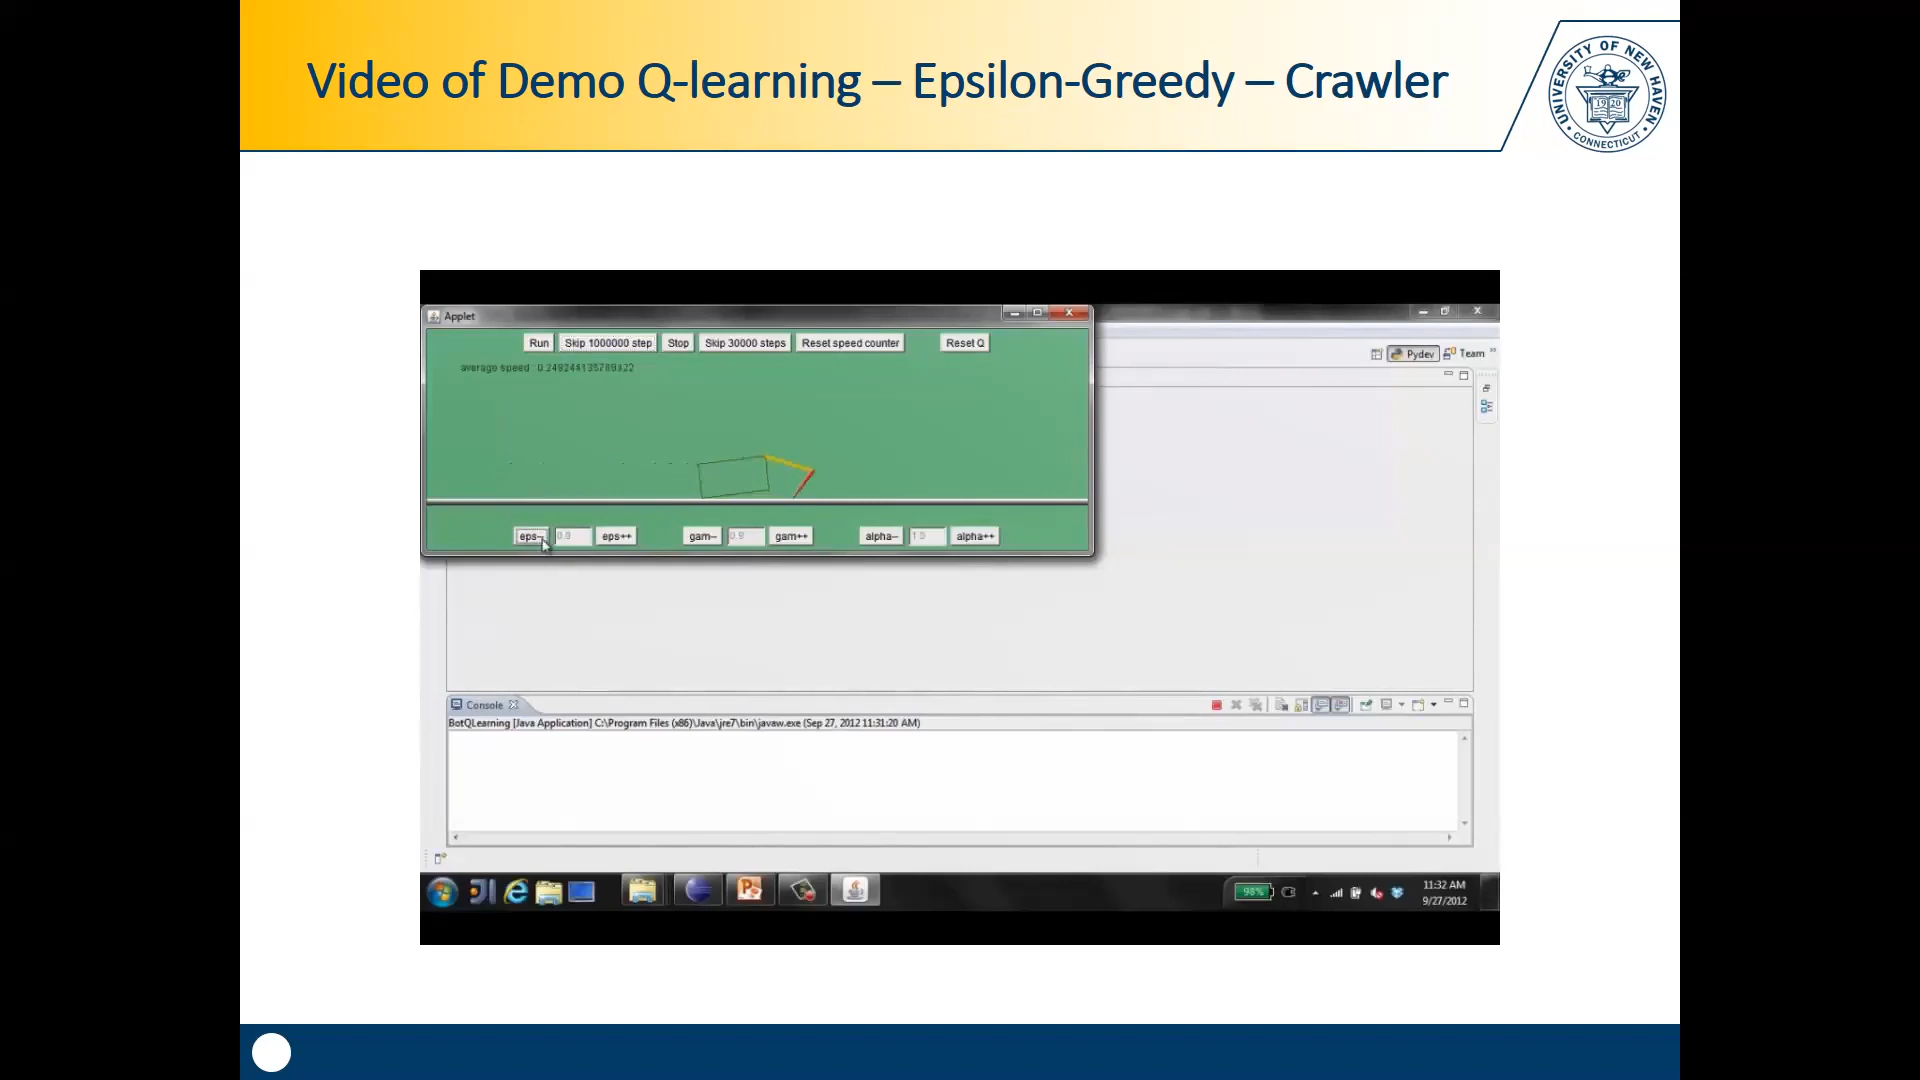 Video of Demo Q-learning – Epsilon-Greedy – Crawler
UNIVERSITY OF NEW HAVEN
1920
CONNECTICUT
Applet
Run Skip 1000000 step Stop Skip 30000 steps Reset speed counter Reset Q
average speed
eps-- eps++ gam-- gam++ alpha-- alpha++
Pydev Team
Console
BotQLearning [Java Application] C:\Program Files (x86)\Java\jre7\bin\javaw.exe (Sep 27, 2012 11:31:20 AM)
98%
11:32 AM
9/27/2012